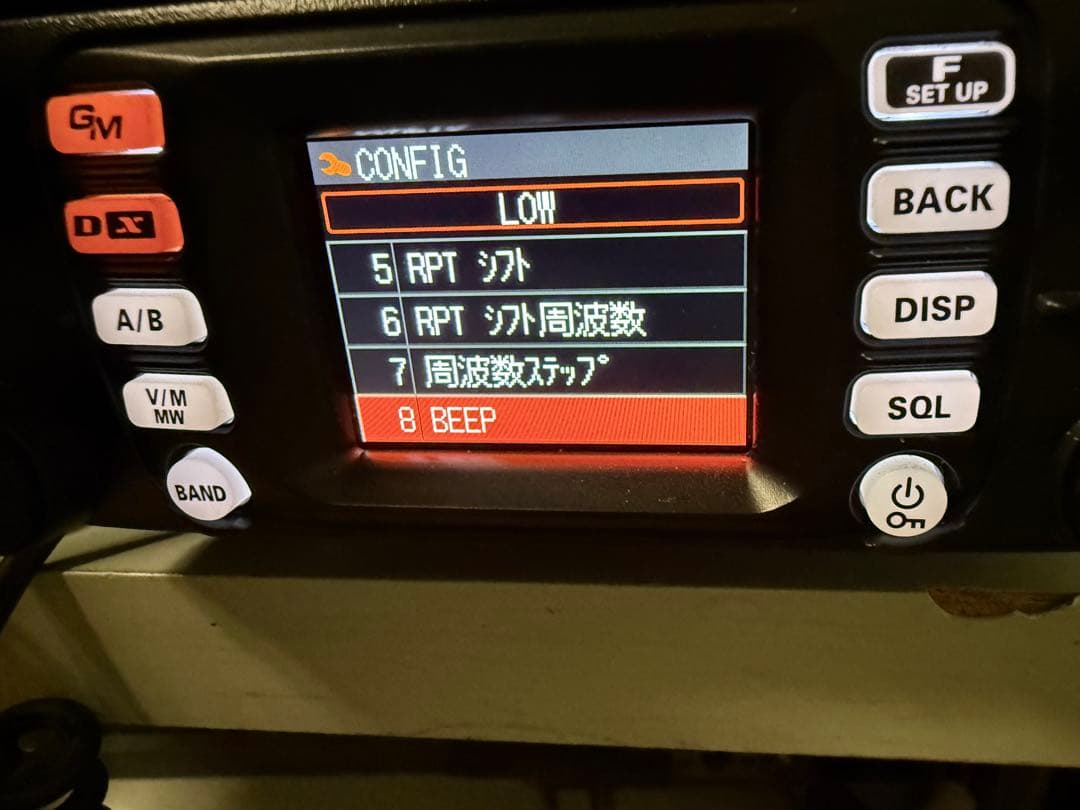 GM
DX
A/B
V/M
MW
BAND
CONFIG
LOW
5 RPT ｼﾌﾄ
6 RPT ｼﾌﾄ周波数
7 周波数ｽﾃｯﾌﾟ
8 BEEP
F
SET UP
BACK
DISP
SQL